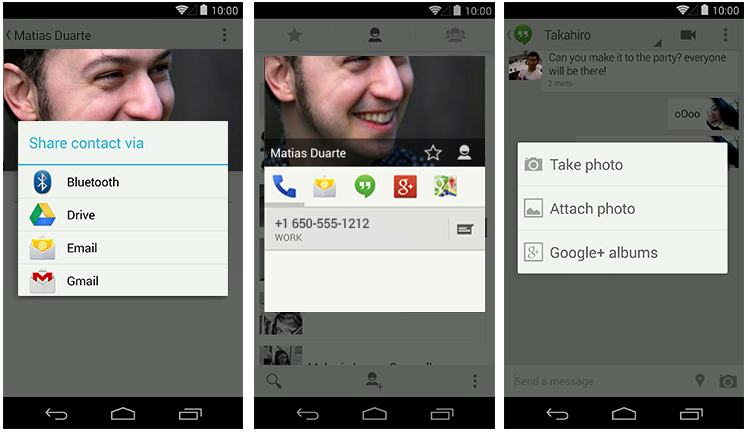 10:00
Matias Duarte
Share contact via
Bluetooth
Drive
Email
Gmail
10:00
Matias Duarte
+1 650-555-1212
WORK
10:00
Takahiro
Can you make it to the party? everyone
will be there!
2 mins
oOoo
Take photo
Attach photo
Google+ albums
Send a message